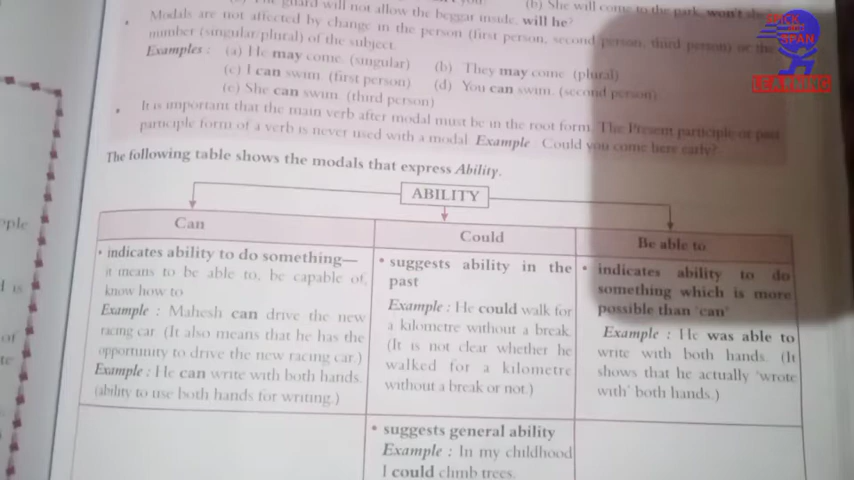 The guard will not allow the beggar inside, will he?
(b) She will come to the park, won't she
Modals are not affected by change in the person (first person, second person, third person) or the
number (singular/plural) of the subject.
Examples : (a) He may come. (singular) (b) They may come (plural)
(c) I can swim. (first person) (d) You can swim. (second person)
(e) She can swim. (third person)
• It is important that the main verb after modal must be in the root form. The Present participle or past
participle form of a verb is never used with a modal. Example : Could you come here early?
The following table shows the modals that express Ability.
ABILITY
Can
• indicates ability to do something—
it means to be able to, be capable of,
know how to
Example : Mahesh can drive the new
racing car (It also means that he has the
opportunity to drive the new racing car.)
Example : He can write with both hands.
(ability to use both hands for writing.)
Could
• suggests ability in the
past
Example : He could walk for
a kilometre without a break.
(It is not clear whether he
walked for a kilometre
without a break or not.)
• suggests general ability
Example : In my childhood
I could climb trees.
Be able to
• indicates ability to do
something which is more
possible than 'can'
Example : He was able to
write with both hands. (It
shows that he actually 'wrote
with' both hands.)
SPAN
LEARNING